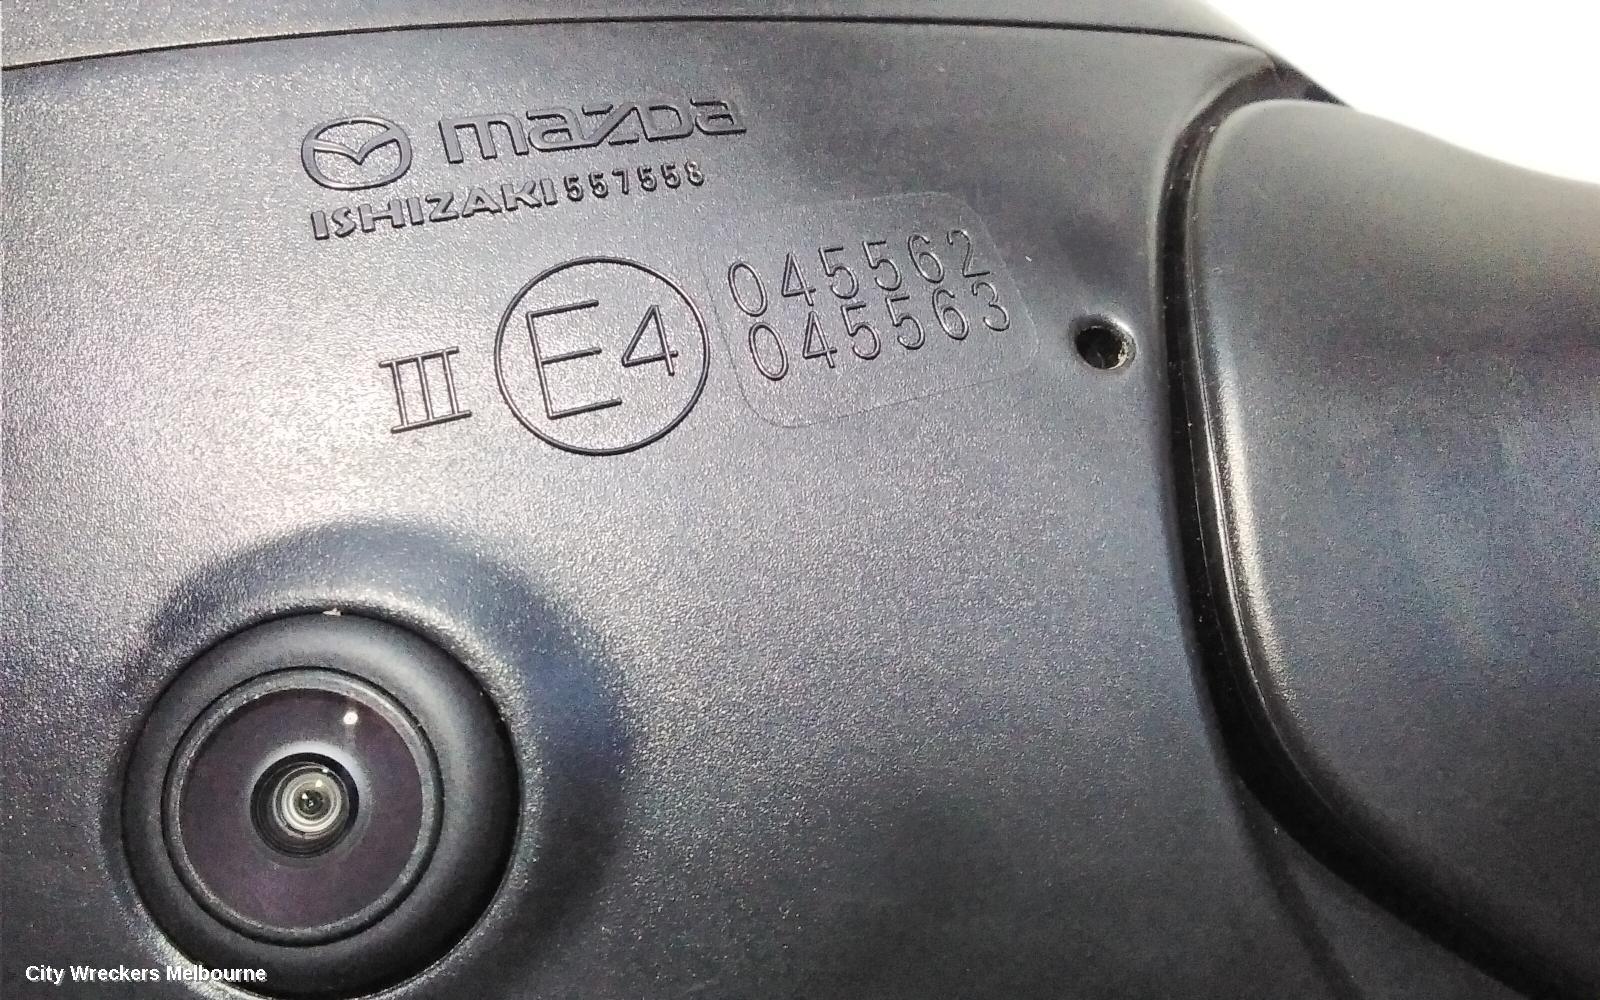 mazda
ISHIZAKI 557558
III E4 045562
045563
City Wreckers Melbourne